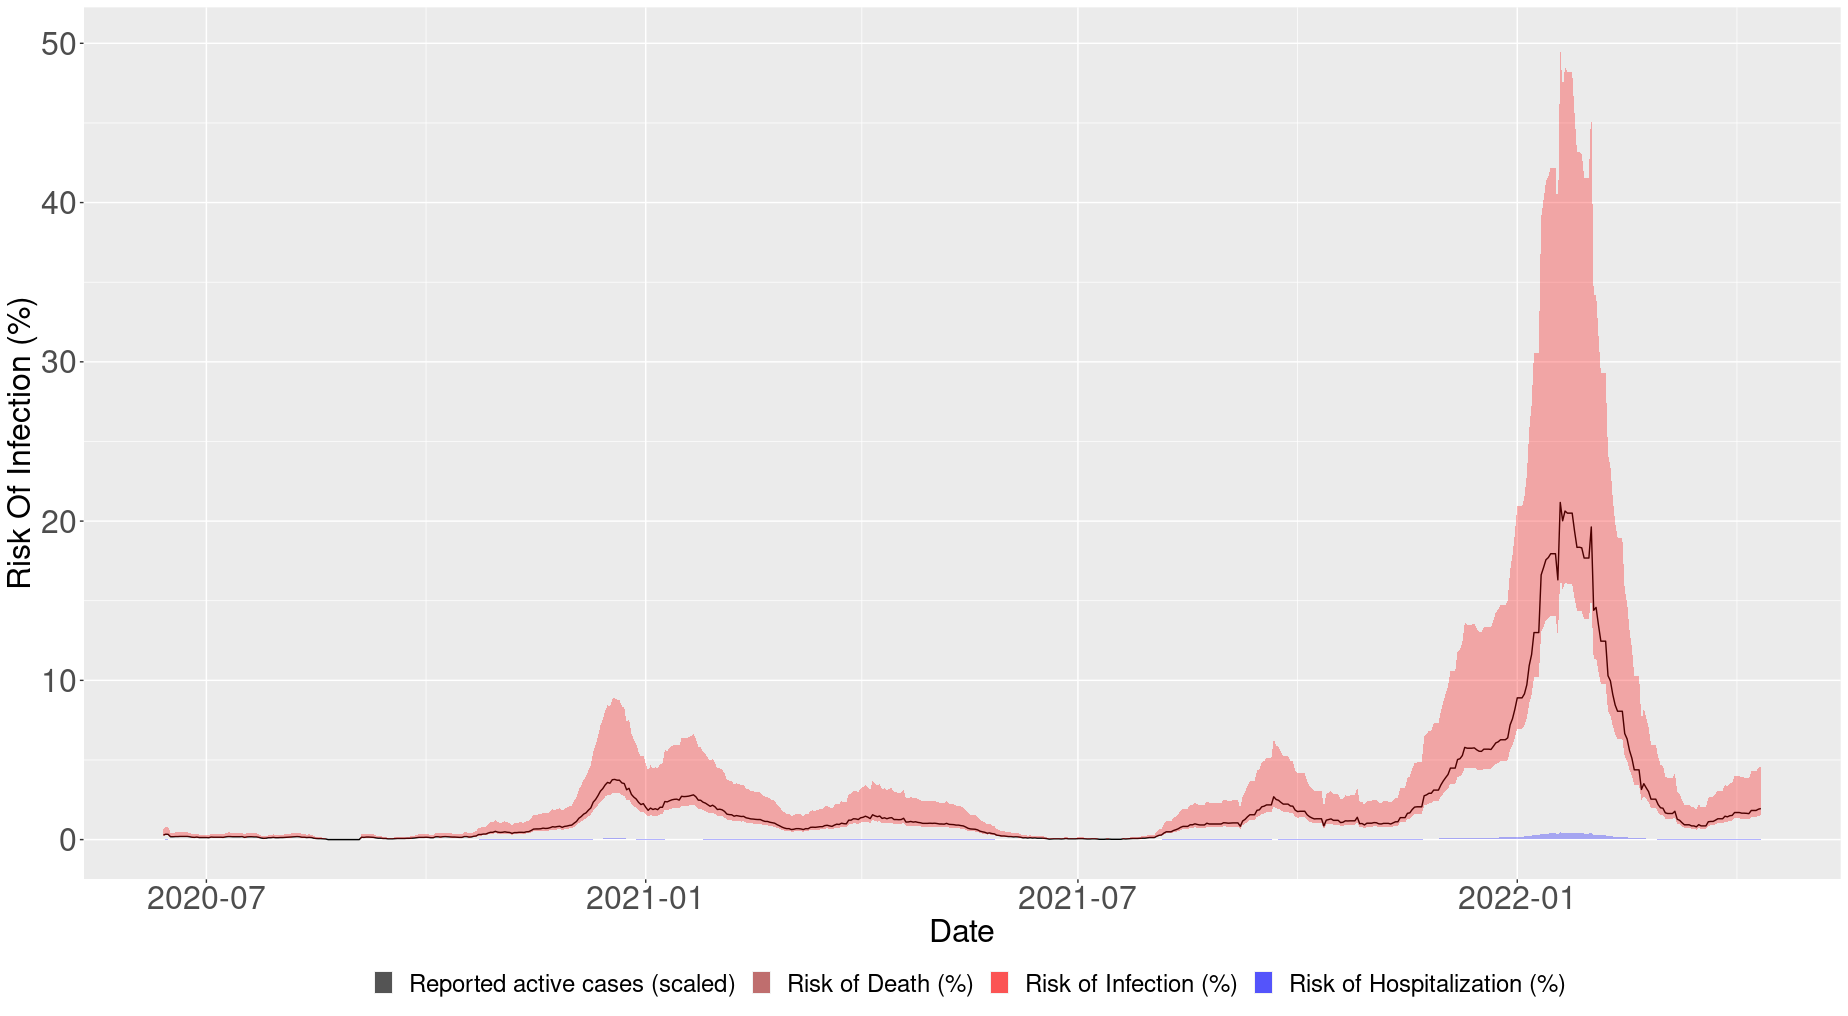 Risk Of Infection (%)
50
40
30
20
10
0
2020-07 2021-01 2021-07 2022-01
Date
Reported active cases (scaled) Risk of Death (%) Risk of Infection (%) Risk of Hospitalization (%)